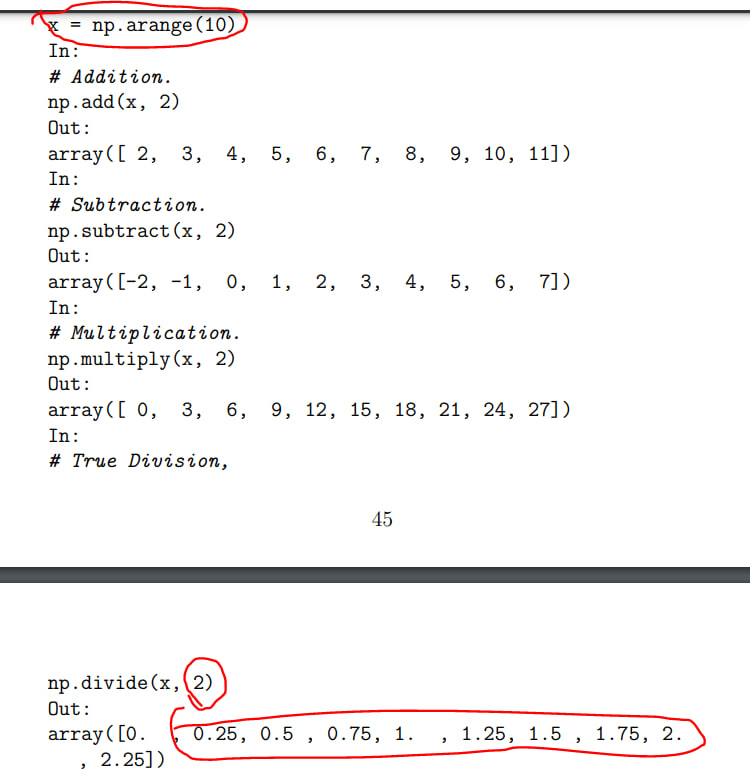 x = np.arange(10)
In:
# Addition.
np.add(x, 2)
Out:
array([ 2,  3,  4,  5,  6,  7,  8,  9, 10, 11])
In:
# Subtraction.
np.subtract(x, 2)
Out:
array([-2, -1,  0,  1,  2,  3,  4,  5,  6,  7])
In:
# Multiplication.
np.multiply(x, 2)
Out:
array([ 0,  3,  6,  9, 12, 15, 18, 21, 24, 27])
In:
# True Division,
45
np.divide(x, 2)
Out:
array([0.  , 0.25, 0.5 , 0.75, 1.  , 1.25, 1.5 , 1.75, 2.
, 2.25])